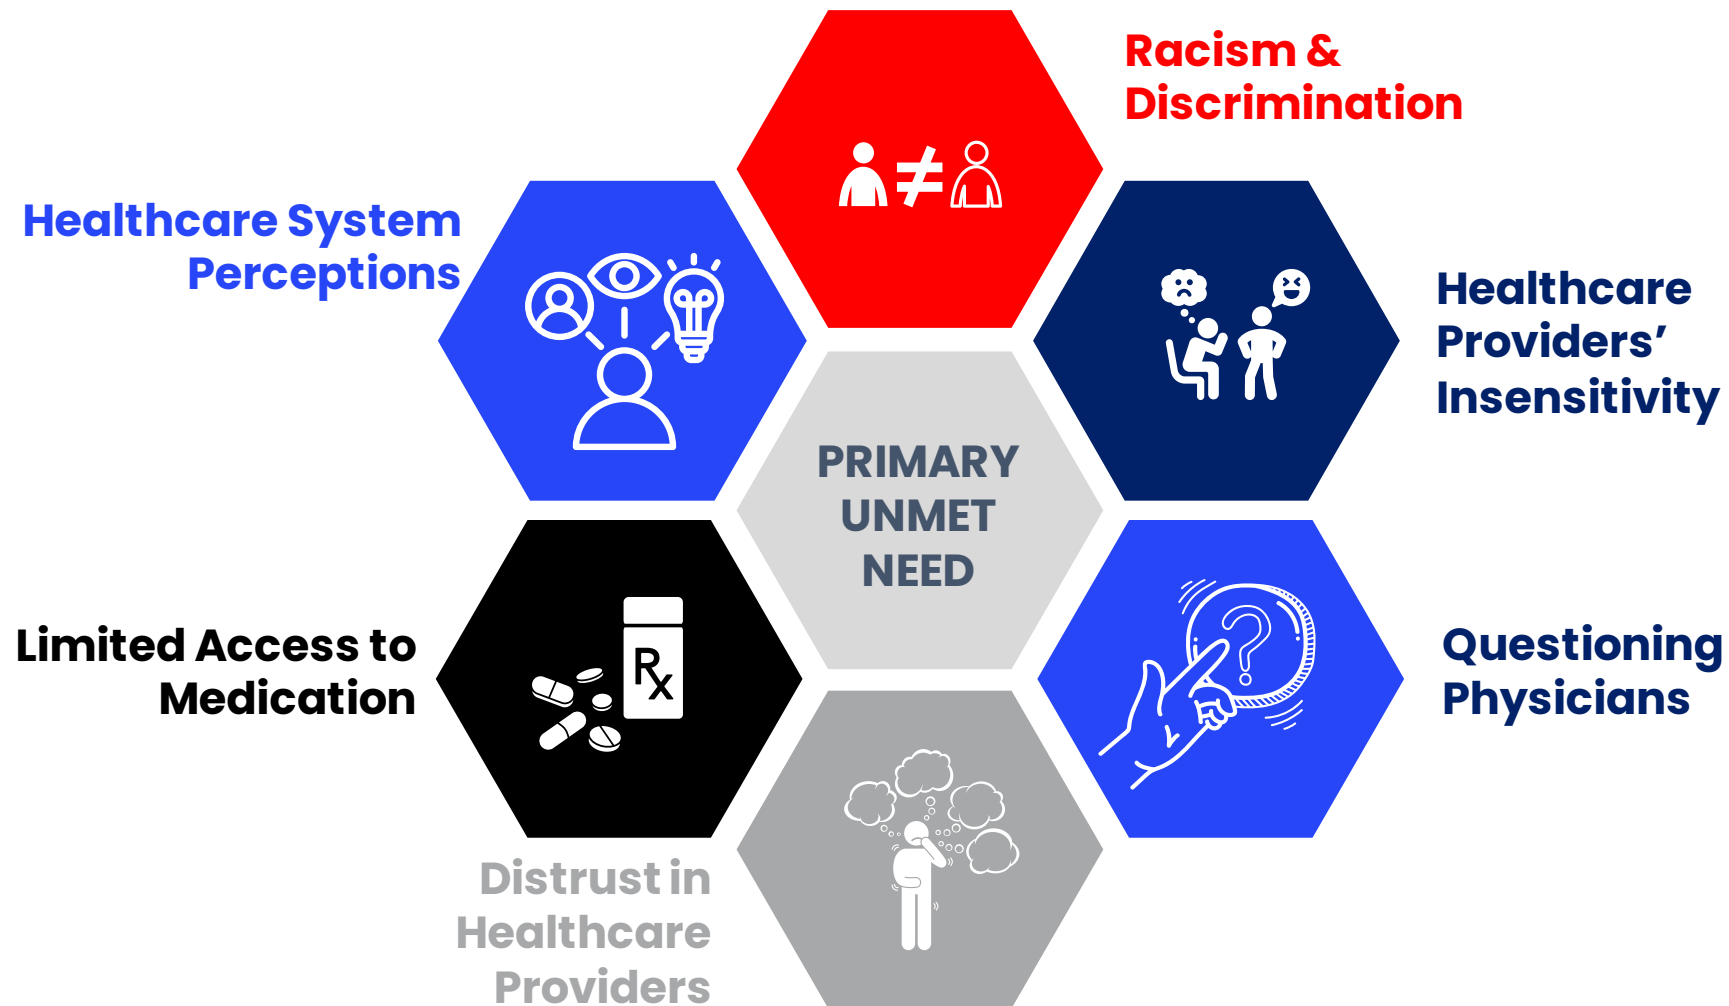 Racism &
Discrimination
Healthcare System
Perceptions
Healthcare
Providers’
Insensitivity
PRIMARY
UNMET
NEED
Limited Access to
Medication
Rx
Questioning
Physicians
?
Distrust in
Healthcare
Providers